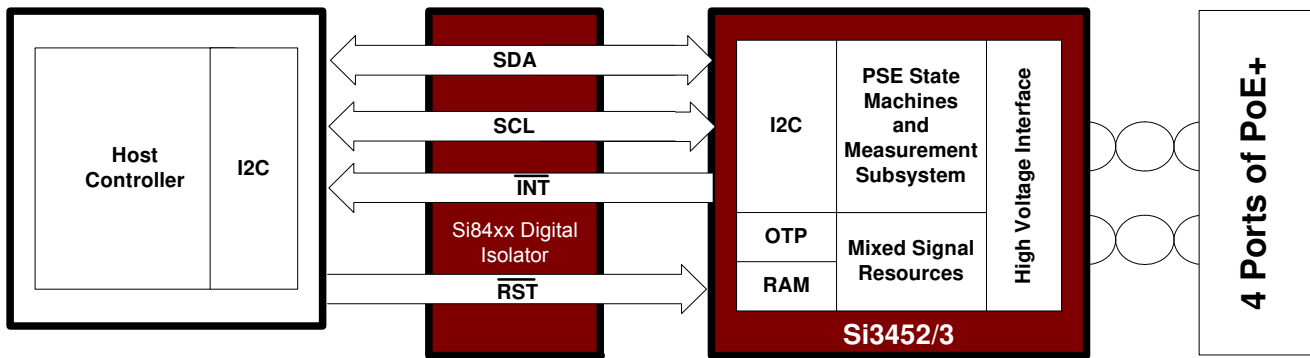 Host
Controller
I2C
SDA
SCL
INT
Si84xx Digital
Isolator
RST
I2C
PSE State
Machines
and
Measurement
Subsystem
OTP
RAM
Mixed Signal
Resources
High Voltage Interface
Si3452/3
4 Ports of PoE+